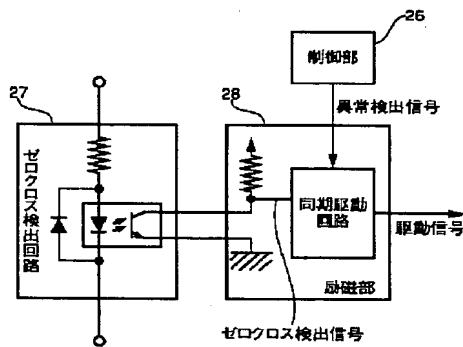 26
制御部
27
28
異常検出信号
ゼロクロス検出回路
同期駆動
回路
駆動信号
励磁部
ゼロクロス検出信号